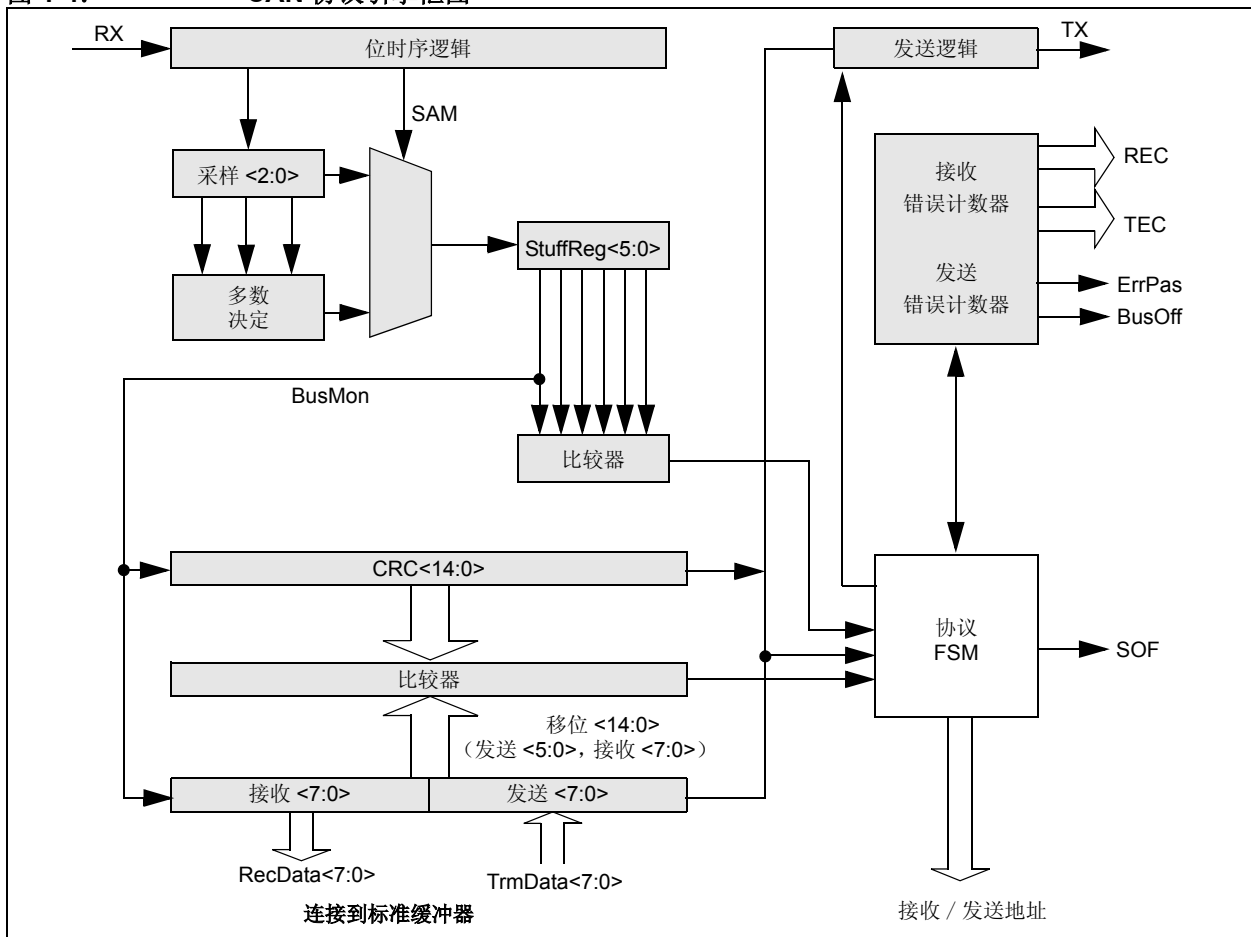 RX
位时序逻辑
发送逻辑
TX
SAM
采样 <2:0>
多数
决定
StuffReg<5:0>
接收
错误计数器
发送
错误计数器
REC
TEC
ErrPas
BusOff
BusMon
比较器
CRC<14:0>
比较器
协议
FSM
SOF
移位 <14:0>
（发送 <5:0>, 接收 <7:0>）
接收 <7:0>
发送 <7:0>
RecData<7:0>
TrmData<7:0>
连接到标准缓冲器
接收 / 发送地址